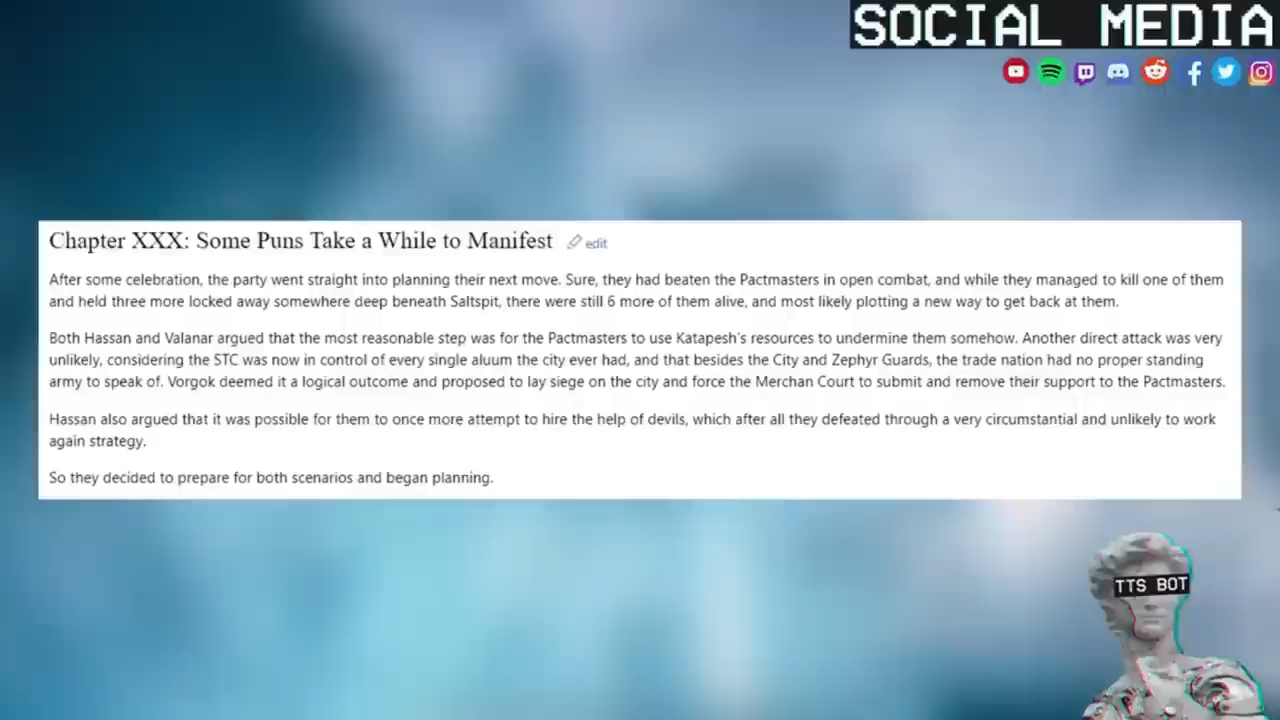 SOCIAL MEDIA
Chapter XXX: Some Puns Take a While to Manifest edit
After some celebration, the party went straight into planning their next move. Sure, they had beaten the Pactmasters in open combat, and while they managed to kill one of them
and held three more locked away somewhere deep beneath Saltspit, there were still 6 more of them alive, and most likely plotting a new way to get back at them.
Both Hassan and Valanar argued that the most reasonable step was for the Pactmasters to use Katapesh's resources to undermine them somehow. Another direct attack was very
unlikely, considering the STC was now in control of every single aluum the city ever had, and that besides the City and Zephyr Guards, the trade nation had no proper standing
army to speak of. Vorgok deemed it a logical outcome and proposed to lay siege on the city and force the Merchan Court to submit and remove their support to the Pactmasters.
Hassan also argued that it was possible for them to once more attempt to hire the help of devils, which after all they defeated through a very circumstantial and unlikely to work
again strategy.
So they decided to prepare for both scenarios and began planning.
TTS BOT